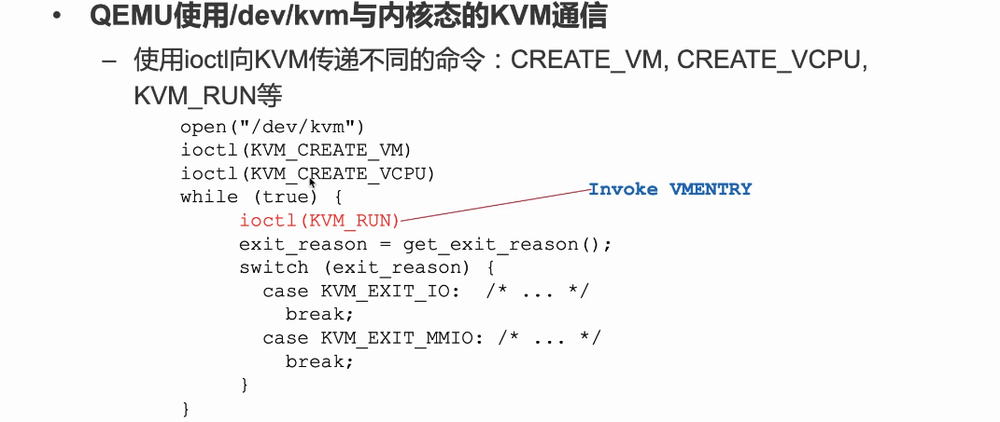 • QEMU使用/dev/kvm与内核态的KVM通信
– 使用ioctl向KVM传递不同的命令：CREATE_VM, CREATE_VCPU,
KVM_RUN等
open("/dev/kvm")
ioctl(KVM_CREATE_VM)
ioctl(KVM_CREATE_VCPU)
while (true) {
ioctl(KVM_RUN)
Invoke VMENTRY
exit_reason = get_exit_reason();
switch (exit_reason) {
case KVM_EXIT_IO: /* ... */
break;
case KVM_EXIT_MMIO: /* ... */
break;
}
}